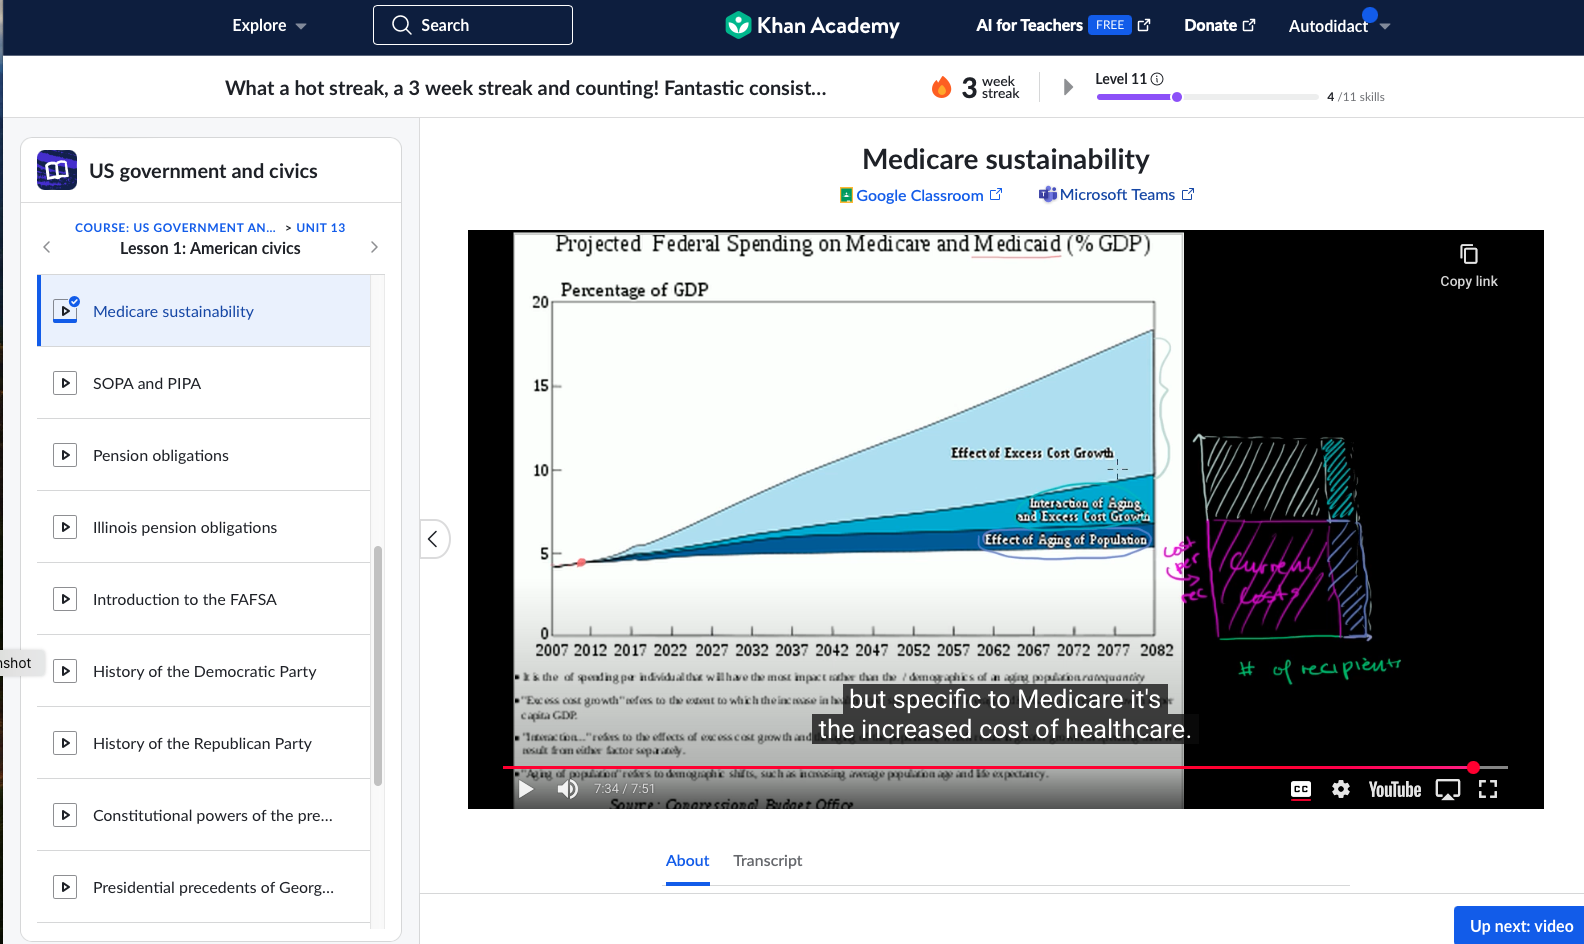 Explore
Search
Khan Academy
AI for Teachers FREE
Donate
Autodidact
What a hot streak, a 3 week streak and counting! Fantastic consist...
3 week streak
Level 11
4 /11 skills
US government and civics
COURSE: US GOVERNMENT AN... > UNIT 13
Lesson 1: American civics
Medicare sustainability
SOPA and PIPA
Pension obligations
Illinois pension obligations
Introduction to the FAFSA
nshot
History of the Democratic Party
History of the Republican Party
Constitutional powers of the pre...
Presidential precedents of Georg...
Medicare sustainability
Google Classroom
Microsoft Teams
Projected Federal Spending on Medicare and Medicaid (% GDP)
Copy link
Percentage of GDP
20
15
10
5
0
Effect of Excess Cost Growth
Interaction of Aging
and Excess Cost Growth
Effect of Aging of Population
2007 2012 2017 2022 2027 2032 2037 2042 2047 2052 2057 2062 2067 2072 2077 2082
cost
(per
rec
Current
costs
# of recipients
It is the of spending per individual that will have the most impact rather than the / demographics of an aging population.ratequantity
"Excess cost growth" refers to the extent to which the increase in
capita GDP.
"Interaction..." refers to the effects of excess cost growth and
result from either factor separately.
"Aging of population" refers to demographic shifts, such as increasing average population age and life expectancy.
Source: Congressional Budget Office
but specific to Medicare it's
the increased cost of healthcare.
7:34 / 7:51
CC
YouTube
About
Transcript
Up next: video